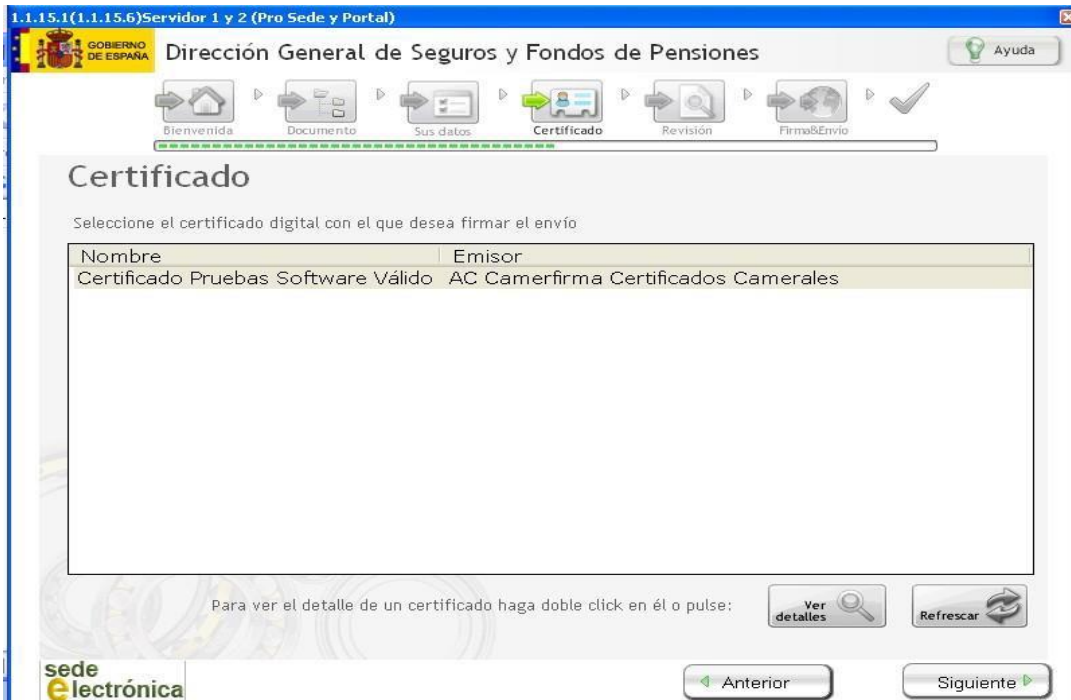 1.1.15.1(1.1.15.6)Servidor 1 y 2 (Pro Sede y Portal)
GOBIERNO
DE ESPAÑA
Dirección General de Seguros y Fondos de Pensiones
Ayuda
Bienvenida Documento Sus datos Certificado Revisión Firma&Envío
Certificado
Seleccione el certificado digital con el que desea firmar el envío
Nombre Emisor
Certificado Pruebas Software Válido AC Camerfirma Certificados Camerales
Para ver el detalle de un certificado haga doble click en él o pulse:
Ver
detalles
Refrescar
sede
electrónica
Anterior Siguiente